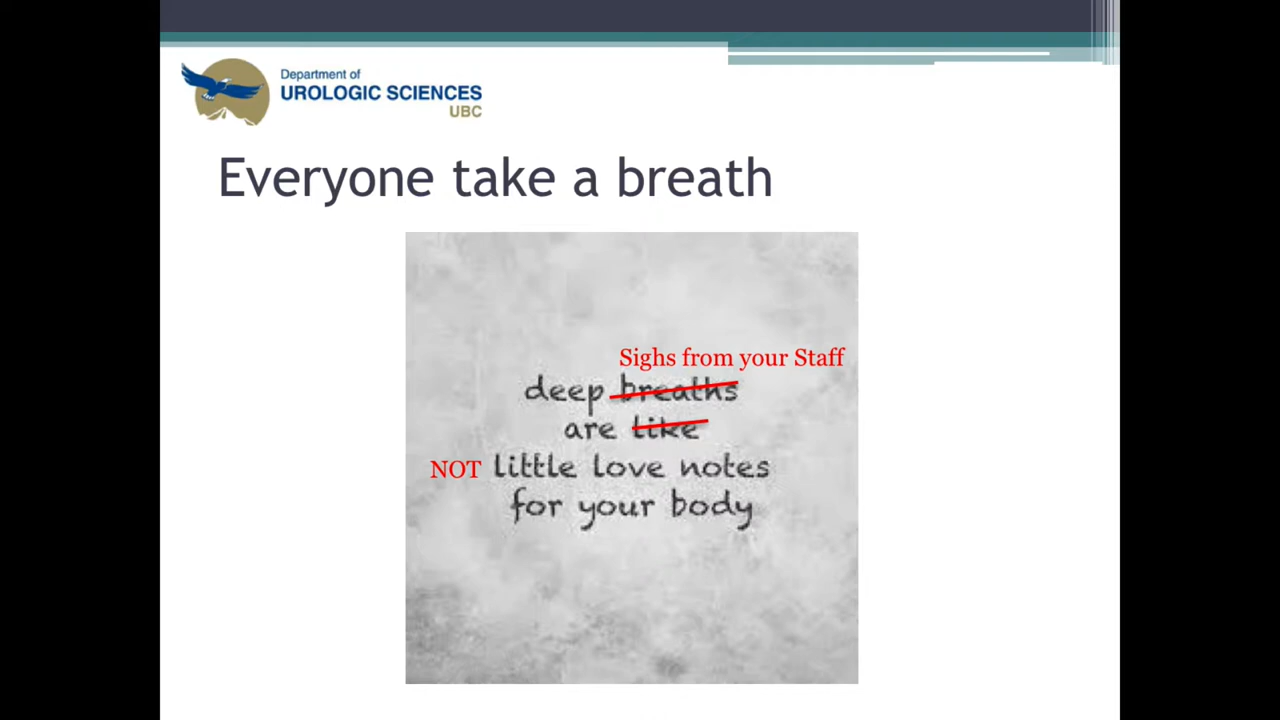 Department of
UROLOGIC SCIENCES
UBC
Everyone take a breath
Sighs from your Staff
deep breaths
are like
NOT little love notes
for your body